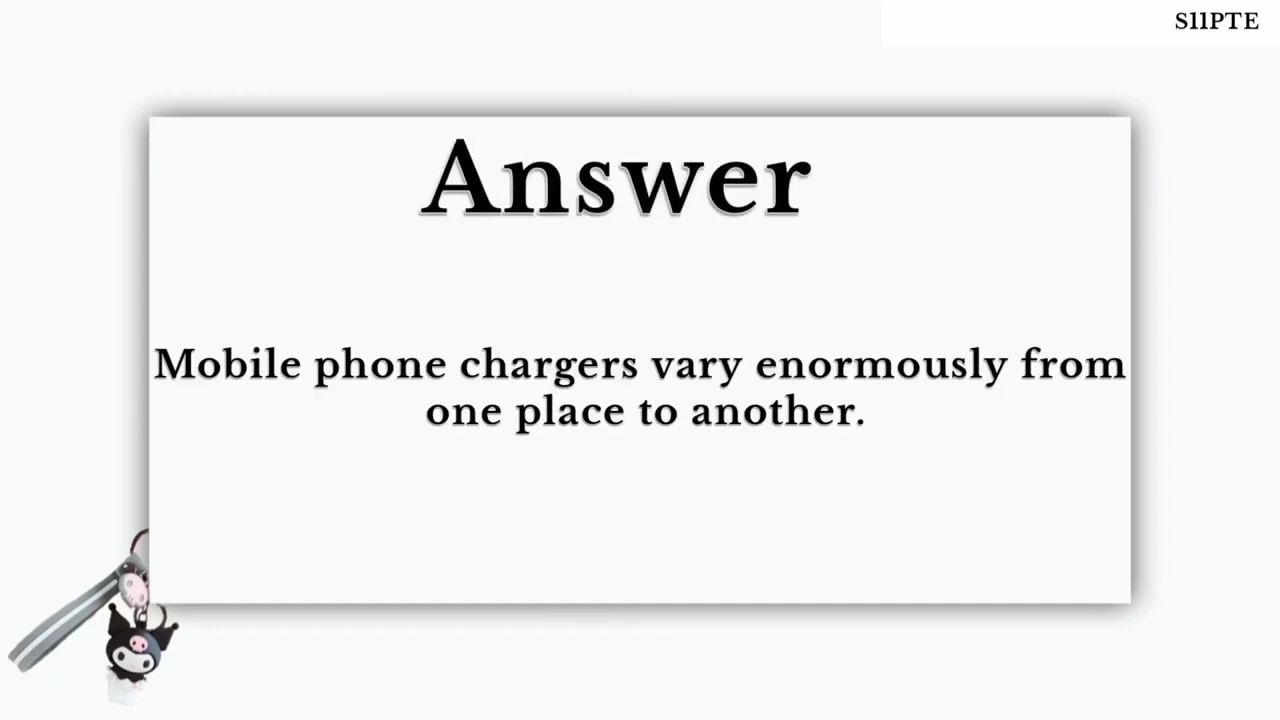 S11PTE
Answer
Mobile phone chargers vary enormously from
one place to another.